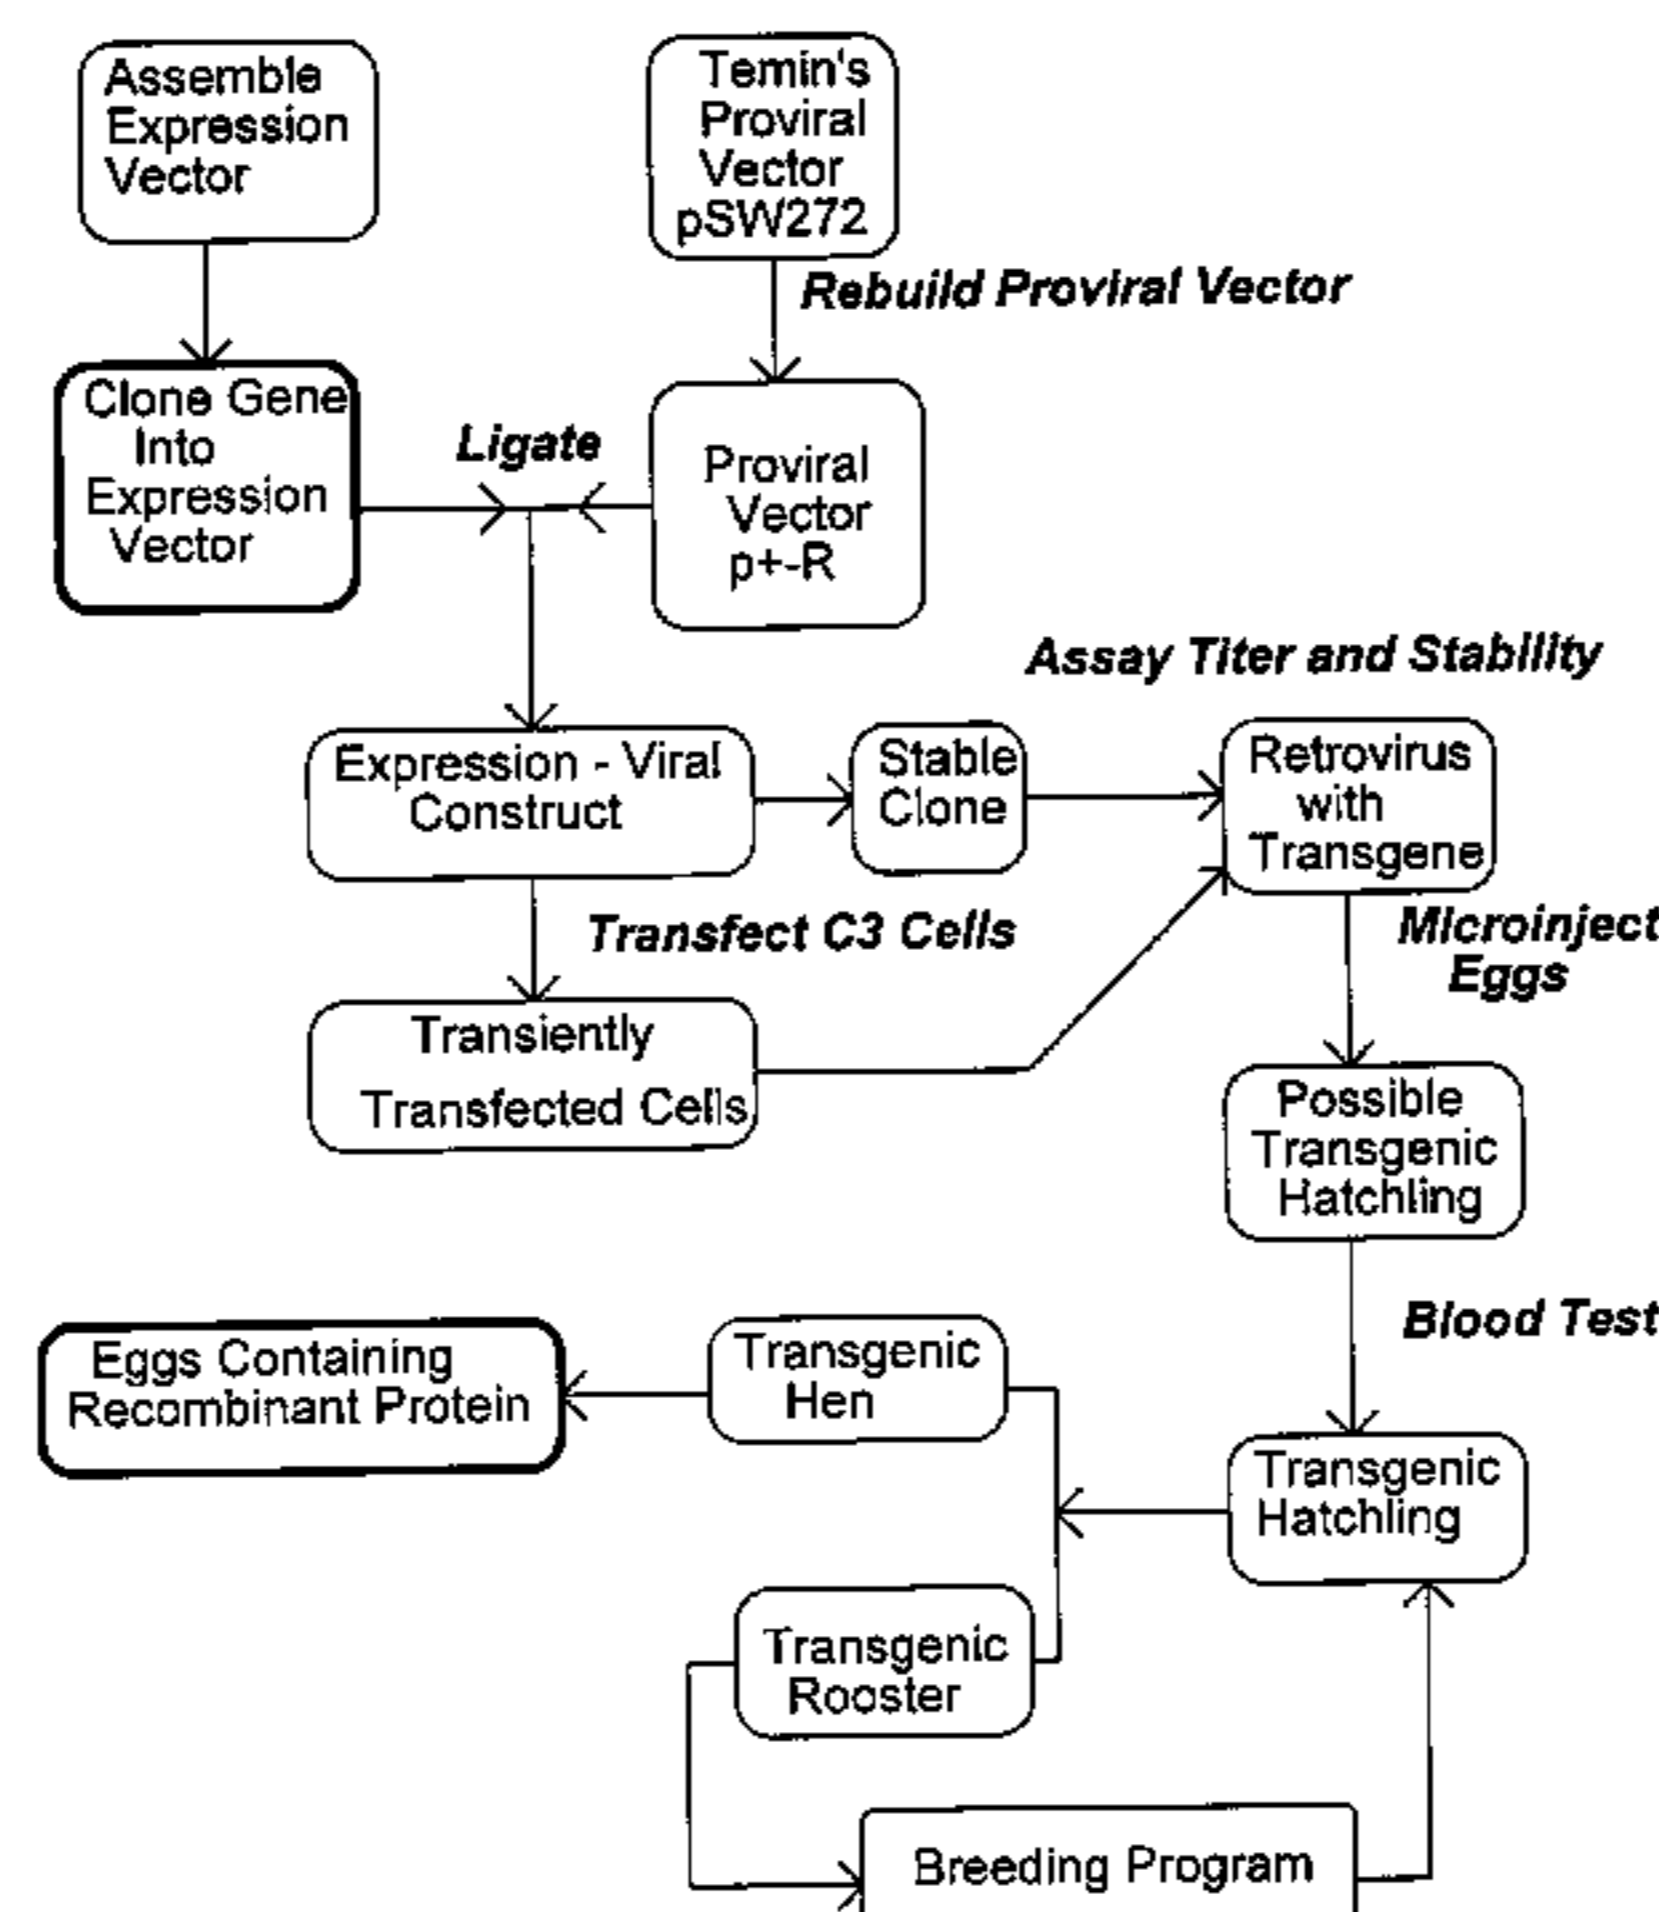 Assemble
Expression
Vector
Temin's
Proviral
Vector
pSW272
Rebuild Proviral Vector
Clone Gene
Into
Expression
Vector
Ligate
Proviral
Vector
p+-R
Assay Titer and Stability
Expression - Viral
Construct
Stable
Clone
Retrovirus
with
Transgene
Transfect C3 Cells
Microinject
Eggs
Transiently
Transfected Cells
Possible
Transgenic
Hatchling
Blood Test
Eggs Containing
Recombinant Protein
Transgenic
Hen
Transgenic
Hatchling
Transgenic
Rooster
Breeding Program